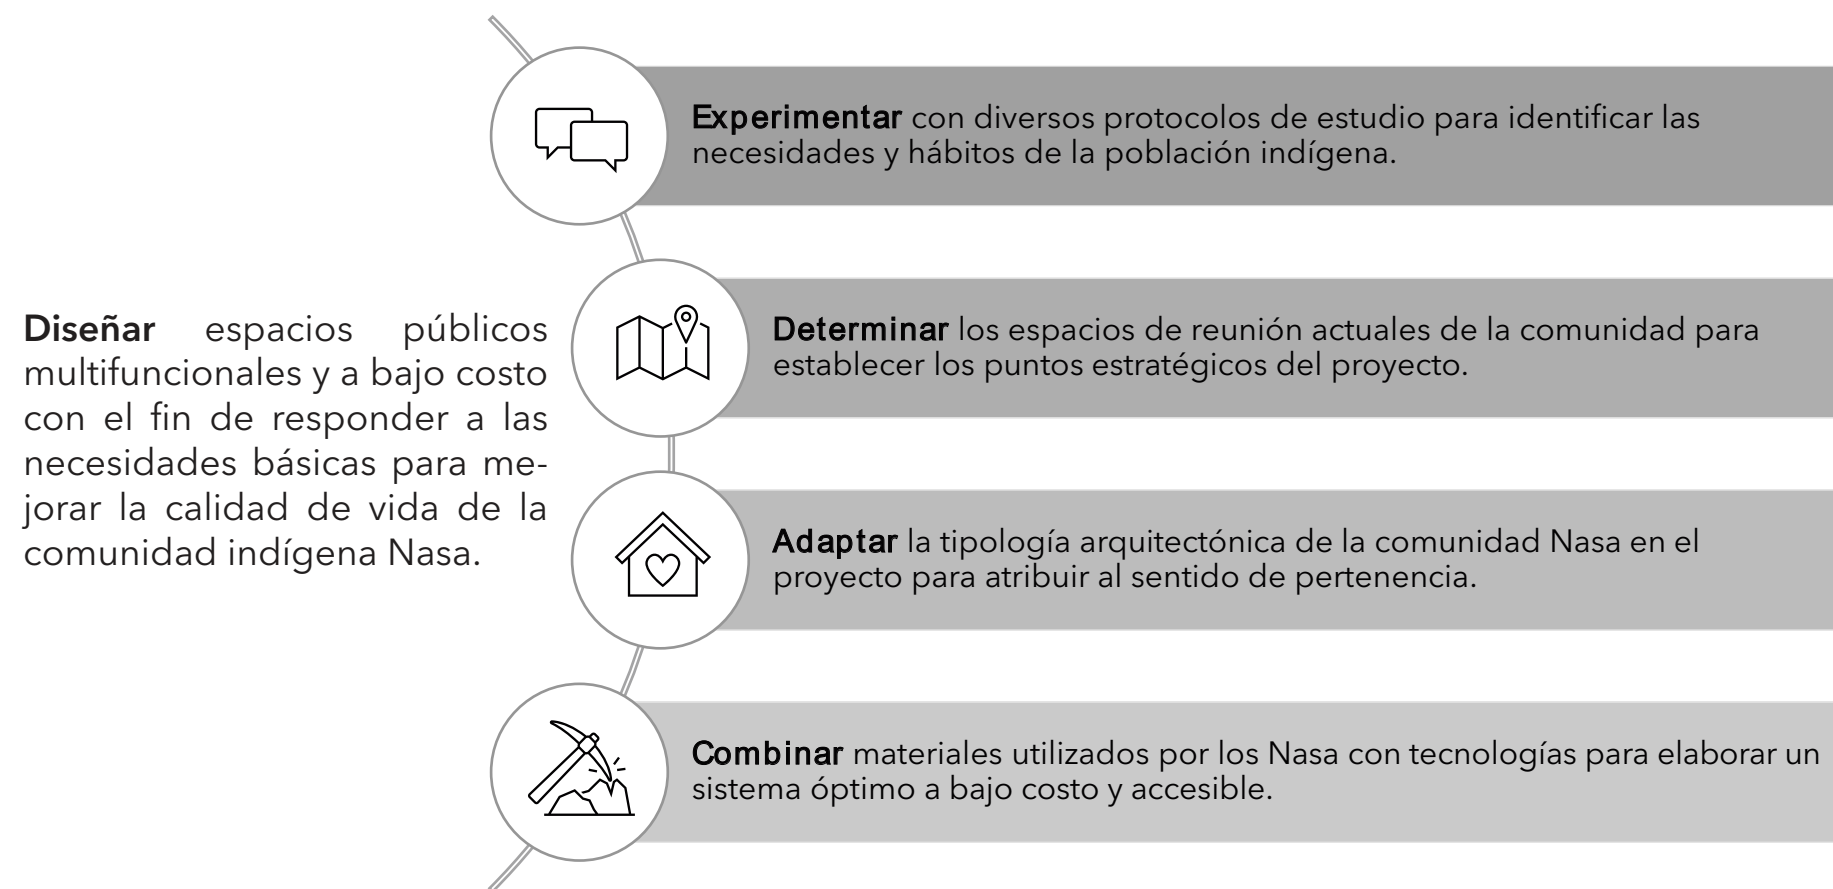 Diseñar espacios públicos
multifuncionales y a bajo costo
con el fin de responder a las
necesidades básicas para me-
jorar la calidad de vida de la
comunidad indígena Nasa.
Experimentar con diversos protocolos de estudio para identificar las
necesidades y hábitos de la población indígena.
Determinar los espacios de reunión actuales de la comunidad para
establecer los puntos estratégicos del proyecto.
Adaptar la tipología arquitectónica de la comunidad Nasa en el
proyecto para atribuir al sentido de pertenencia.
Combinar materiales utilizados por los Nasa con tecnologías para elaborar un
sistema óptimo a bajo costo y accesible.